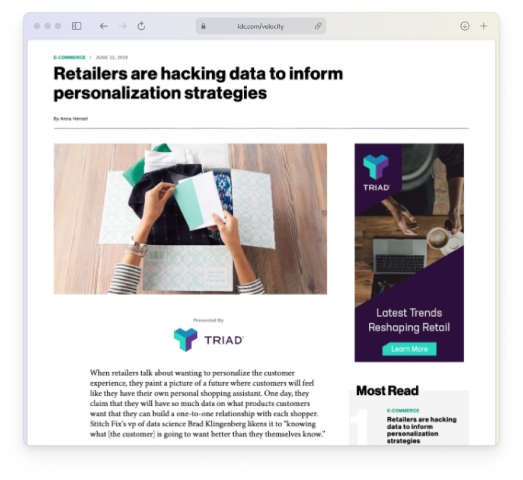 ldc.com/velocity
E-COMMERCE | JUNE 12, 2018
Retailers are hacking data to inform
personalization strategies
By Anna Hensel
TRIAD
Latest Trends
Reshaping Retail
Learn More
Presented By
TRIAD
When retailers talk about wanting to personalize the customer
experience, they paint a picture of a future where customers will feel
like they have their own personal shopping assistant. One day, they
claim that they will have so much data on what products customers
want that they can build a one-to-one relationship with each shopper.
Stitch Fix's vp of data science Brad Klingenberg likens it to "knowing
what [the customer] is going to want better than they themselves know."
Most Read
1
E-COMMERCE
Retailers are hacking
data to inform
personalization
strategies